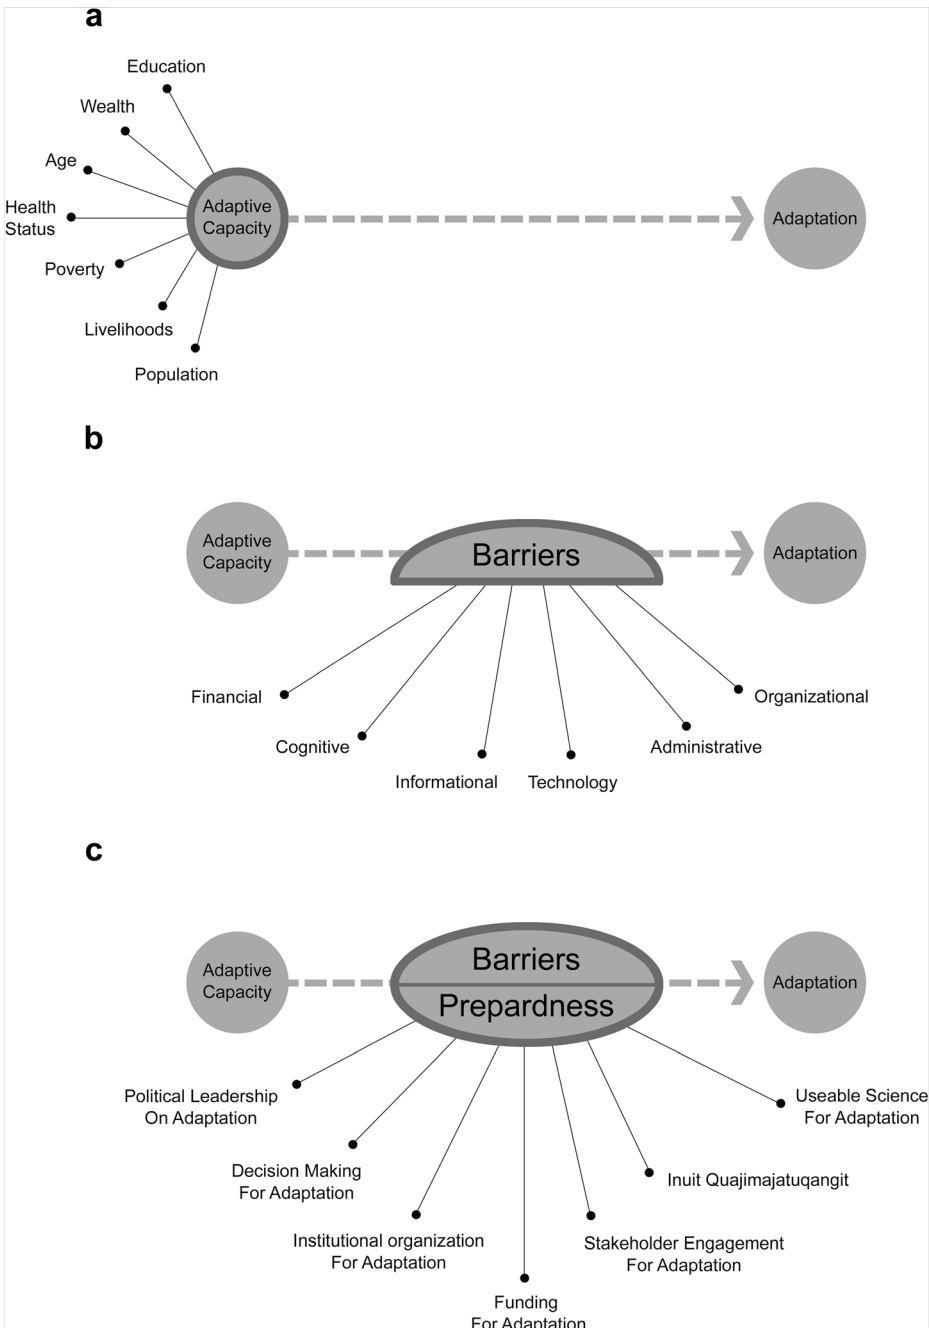 a
Education
Wealth
Age
Health
Status
Poverty
Livelihoods
Population
Adaptive
Capacity
Adaptation
b
Adaptive
Capacity
Barriers
Adaptation
Financial
Cognitive
Informational
Technology
Administrative
Organizational
c
Adaptive
Capacity
Barriers
Prepardness
Adaptation
Political Leadership
On Adaptation
Decision Making
For Adaptation
Institutional organization
For Adaptation
Funding
For Adaptation
Stakeholder Engagement
For Adaptation
Inuit Quajimajatuqangit
Useable Science
For Adaptation